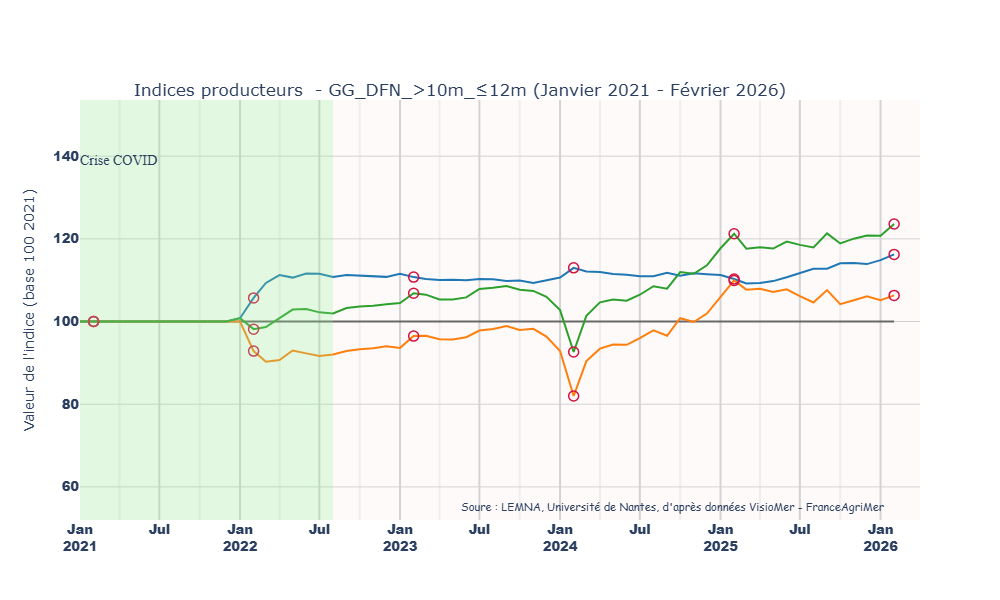 Indices producteurs - GG_DFN_>10m_≤12m (Janvier 2021 - Février 2026)
Valeur de l'indice (base 100 2021)
140
Crise COVID
120
100
80
60
Soure : LEMNA, Université de Nantes, d'après données VisioMer - FranceAgriMer
Jan Jul Jan Jul Jan Jul Jan Jul Jan Jul Jan
2021 2022 2023 2024 2025 2026